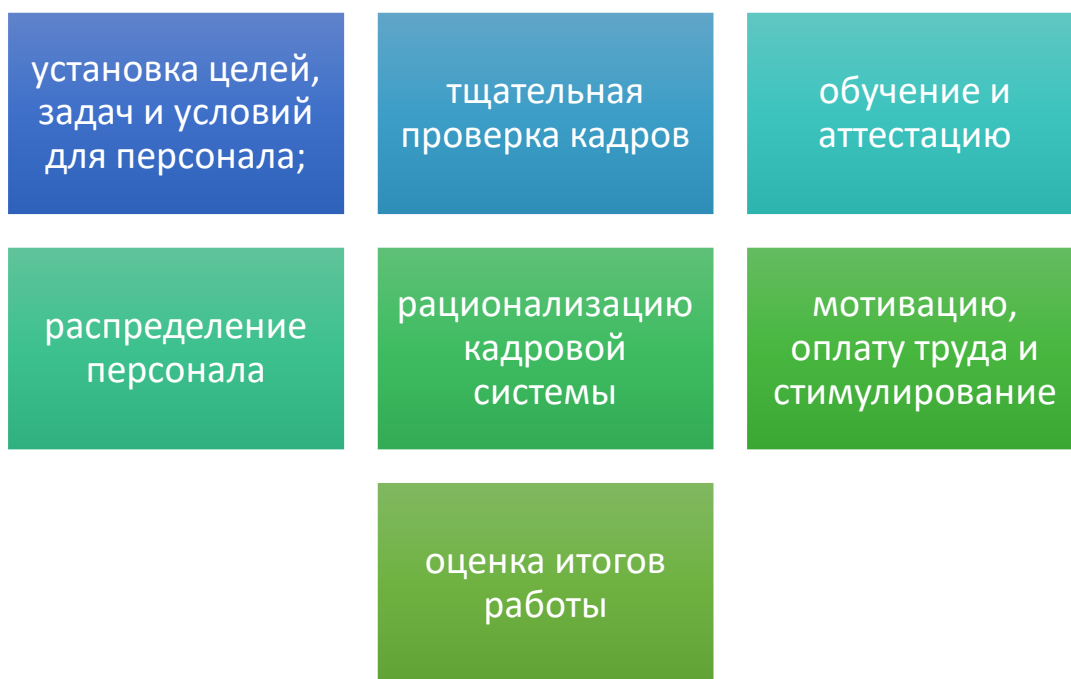 установка целей,
задач и условий
для персонала;
тщательная
проверка кадров
обучение и
аттестацию
распределение
персонала
рационализацию
кадровой
системы
мотивацию,
оплату труда и
стимулирование
оценка итогов
работы